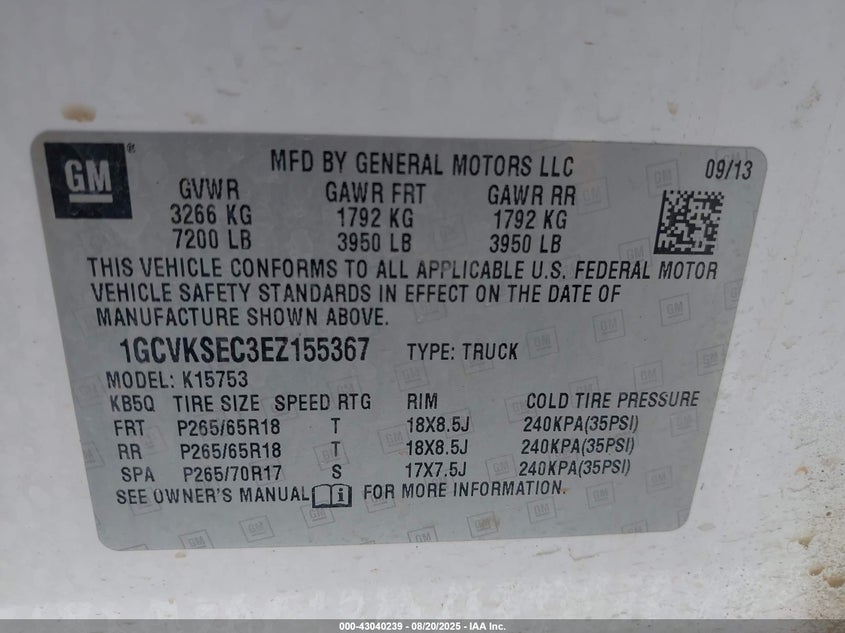 GM ®
MFD BY GENERAL MOTORS LLC 09/13
GVWR GAWR FRT GAWR RR
3266 KG 1792 KG 1792 KG
7200 LB 3950 LB 3950 LB
THIS VEHICLE CONFORMS TO ALL APPLICABLE U.S. FEDERAL MOTOR
VEHICLE SAFETY STANDARDS IN EFFECT ON THE DATE OF
MANUFACTURE SHOWN ABOVE.
1GCVKSEC3EZ155367 TYPE: TRUCK
MODEL: K15753
KB5Q TIRE SIZE SPEED RTG RIM COLD TIRE PRESSURE
FRT P265/65R18 T 18X8.5J 240KPA(35PSI)
RR P265/65R18 T 18X8.5J 240KPA(35PSI)
SPA P265/70R17 S 17X7.5J 240KPA(35PSI)
SEE OWNER'S MANUAL i FOR MORE INFORMATION.
000-43040239 - 08/20/2025 - IAA Inc.